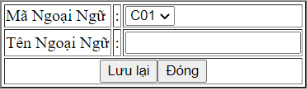 Mã Ngoại Ngữ : C01
Tên Ngoại Ngữ :
Lưu lại Đóng